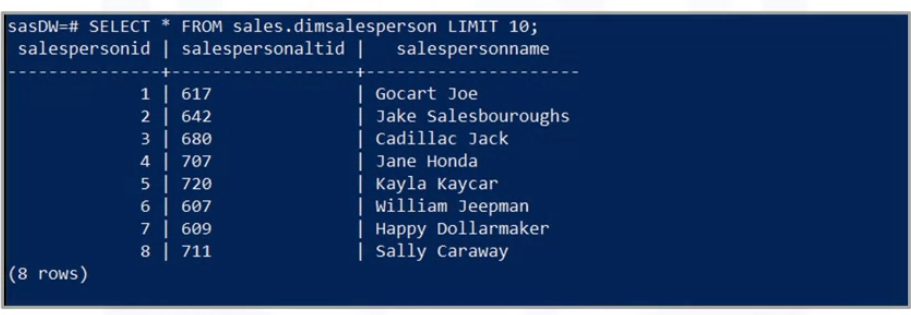 sasDW=# SELECT * FROM sales.dimsalesperson LIMIT 10;
 salespersonid | salespersonaltid |   salespersonname
---------------+------------------+---------------------
             1 | 617              | Gocart Joe
             2 | 642              | Jake Salesbouroughs
             3 | 680              | Cadillac Jack
             4 | 707              | Jane Honda
             5 | 720              | Kayla Kaycar
             6 | 607              | William Jeepman
             7 | 609              | Happy Dollarmaker
             8 | 711              | Sally Caraway
(8 rows)